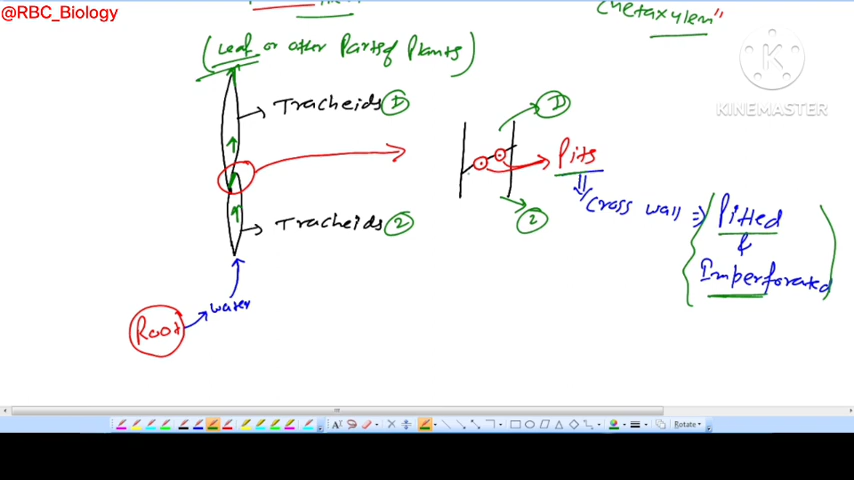 @RBC_Biology
(Metaxylem"
(Leaf or other Parts of Plants)
Tracheids 1
1
KINEMASTER
Pits
Cross wall ⇒ Pitted
&
Imperforated
Tracheids 2
2
water
Root
Rotate